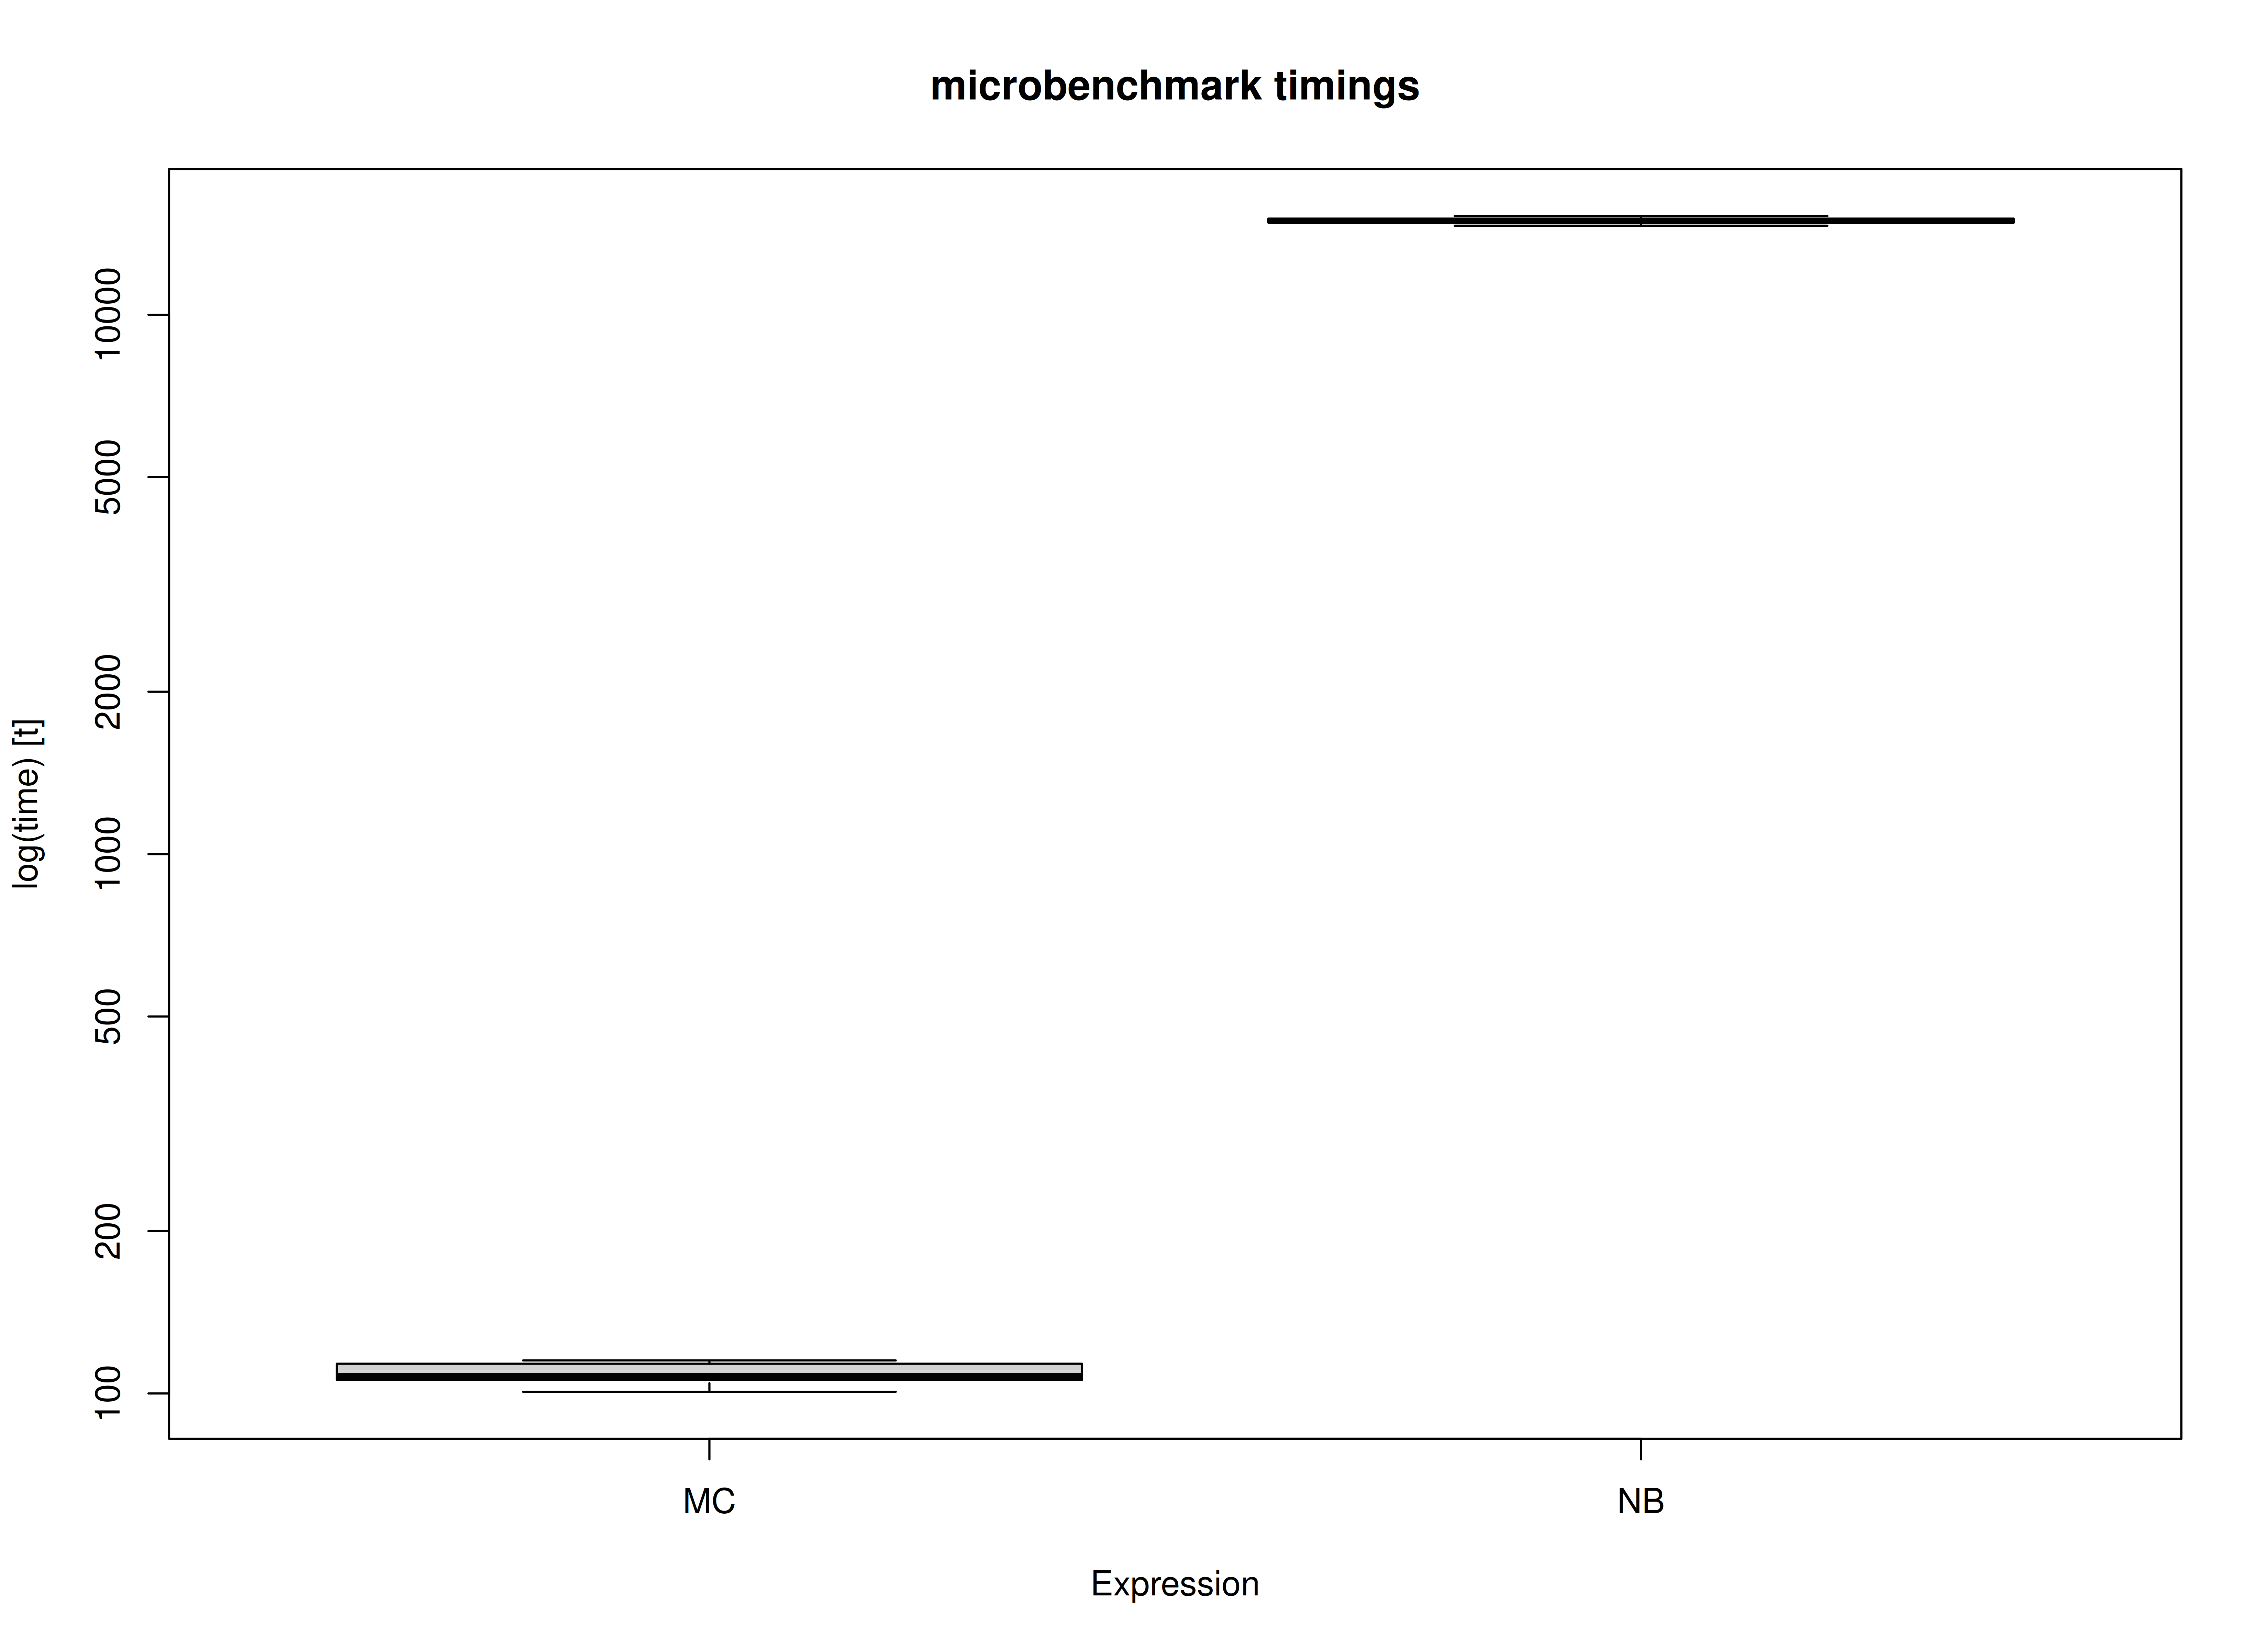 microbenchmark timings
log(time) [t]
10000
5000
2000
1000
500
200
100
MC
NB
Expression